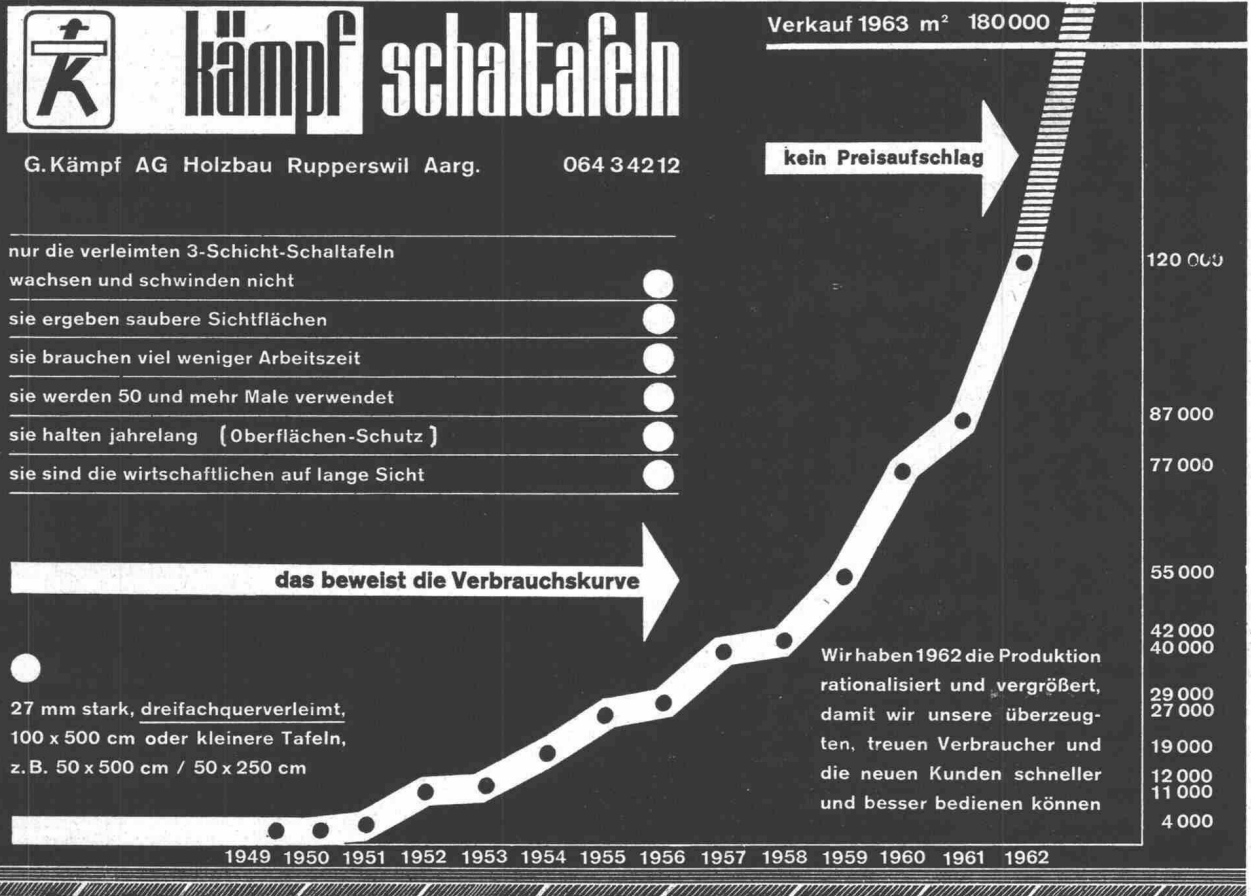 kämpf schaltafeln
G. Kämpf AG Holzbau Rupperswil Aarg. 064 3 42 12
nur die verleimten 3-Schicht-Schaltafeln
wachsen und schwinden nicht
sie ergeben saubere Sichtflächen
sie brauchen viel weniger Arbeitszeit
sie werden 50 und mehr Male verwendet
sie halten jahrelang (Oberflächen-Schutz)
sie sind die wirtschaftlichen auf lange Sicht
das beweist die Verbrauchskurve
27 mm stark, dreifachquerverleimt,
100 x 500 cm oder kleinere Tafeln,
z.B. 50 x 500 cm / 50 x 250 cm
Verkauf 1963 m² 180 000
kein Preisaufschlag
Wir haben 1962 die Produktion
rationalisiert und vergrößert,
damit wir unsere überzeug-
ten, treuen Verbraucher und
die neuen Kunden schneller
und besser bedienen können
120 000
87 000
77 000
55 000
42 000
40 000
29 000
27 000
19 000
12 000
11 000
4 000
1949 1950 1951 1952 1953 1954 1955 1956 1957 1958 1959 1960 1961 1962